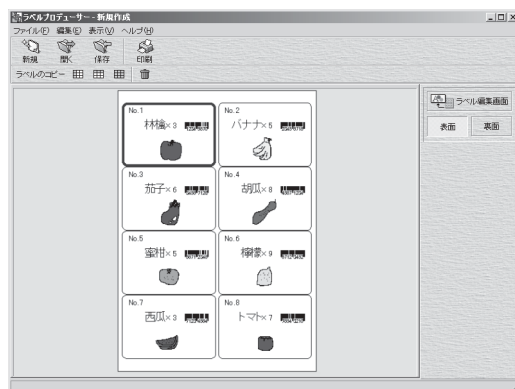 ラベルプロデューサー - 新規作成
ファイル(F) 編集(E) 表示(V) ヘルプ(H)
新規 開く 保存 印刷
ラベルのコピー
ラベル編集画面
表面 裏面
No.1
林檎×3
No.2
バナナ×5
No.3
茄子×6
No.4
胡瓜×8
No.5
蜜柑×5
No.6
檸檬×9
No.7
西瓜×3
No.8
トマト×7